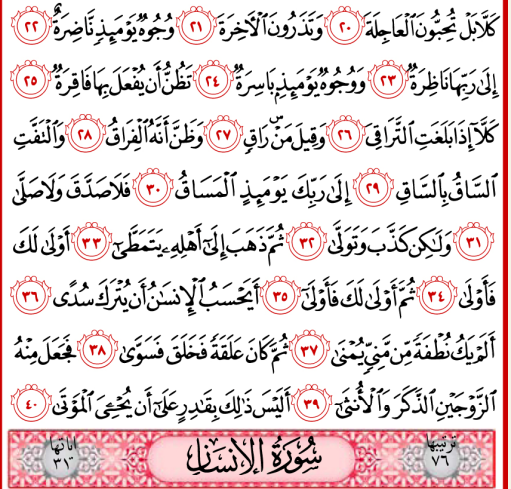 كَلَّا بَلْ تُحِبُّونَ الْعَاجِلَةَ ٢٠ وَتَذَرُونَ الْآخِرَةَ ٢١ وُجُوهٌ يَوْمَئِذٍ نَّاضِرَةٌ ٢٢
إِلَىٰ رَبِّهَا نَاظِرَةٌ ٢٣ وَوُجُوهٌ يَوْمَئِذٍ بَاسِرَةٌ ٢٤ تَظُنُّ أَن يُفْعَلَ بِهَا فَاقِرَةٌ ٢٥
كَلَّا إِذَا بَلَغَتِ التَّرَاقِيَ ٢٦ وَقِيلَ مَنْ ۜ رَاقٍ ٢٧ وَظَنَّ أَنَّهُ الْفِرَاقُ ٢٨ وَالْتَفَّتِ
السَّاقُ بِالسَّاقِ ٢٩ إِلَىٰ رَبِّكَ يَوْمَئِذٍ الْمَسَاقُ ٣٠ فَلَا صَدَّقَ وَلَا صَلَّىٰ
٣١ وَلَٰكِن كَذَّبَ وَتَوَلَّىٰ ٣٢ ثُمَّ ذَهَبَ إِلَىٰ أَهْلِهِ يَتَمَطَّىٰ ٣٣ أَوْلَىٰ لَكَ
فَأَوْلَىٰ ٣٤ ثُمَّ أَوْلَىٰ لَكَ فَأَوْلَىٰ ٣٥ أَيَحْسَبُ الْإِنسَانُ أَن يُتْرَكَ سُدًى ٣٦
أَلَمْ يَكُ نُطْفَةً مِّن مَّنِيٍّ يُمْنَىٰ ٣٧ ثُمَّ كَانَ عَلَقَةً فَخَلَقَ فَسَوَّىٰ ٣٨ فَجَعَلَ مِنْهُ
الزَّوْجَيْنِ الذَّكَرَ وَالْأُنثَىٰ ٣٩ أَلَيْسَ ذَٰلِكَ بِقَادِرٍ عَلَىٰ أَن يُحْيِيَ الْمَوْتَىٰ ٤٠
ترتيبها ٧٦ سُورَةُ الْإِنسَانِ آياتها ٣١